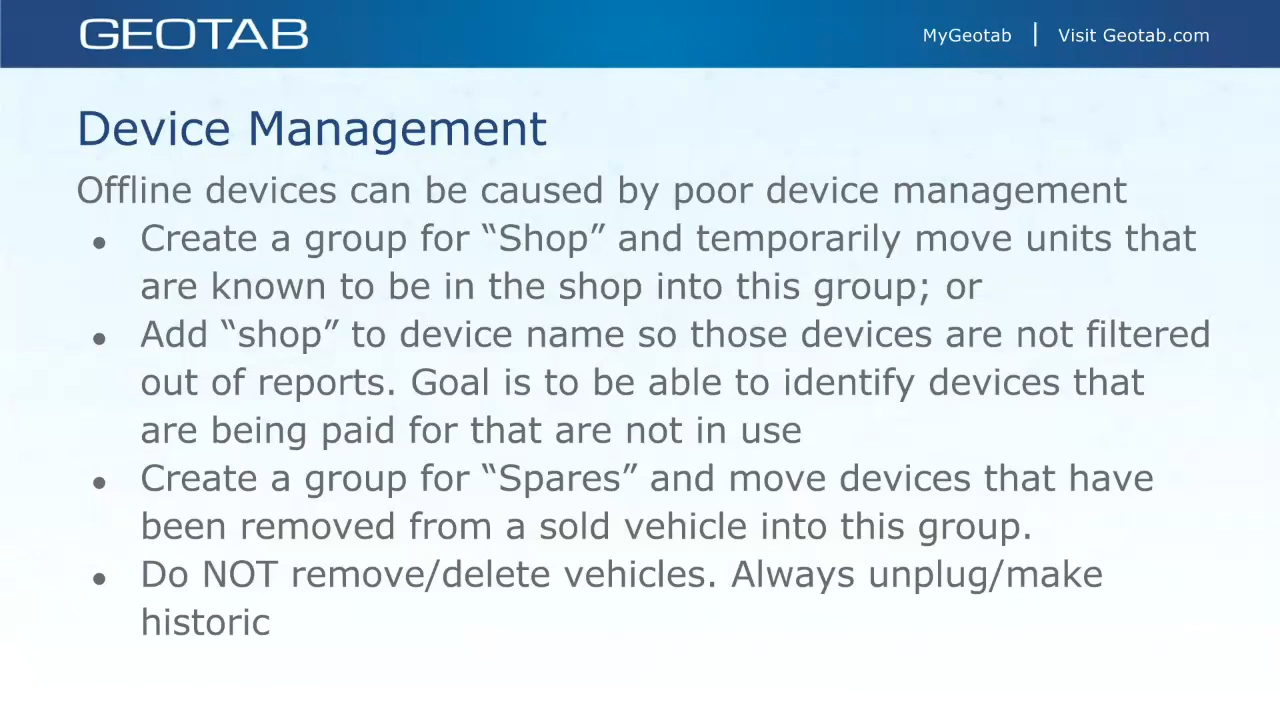 GEOTAB
MyGeotab | Visit Geotab.com
Device Management
Offline devices can be caused by poor device management
● Create a group for “Shop” and temporarily move units that
are known to be in the shop into this group; or
● Add “shop” to device name so those devices are not filtered
out of reports. Goal is to be able to identify devices that
are being paid for that are not in use
● Create a group for “Spares” and move devices that have
been removed from a sold vehicle into this group.
● Do NOT remove/delete vehicles. Always unplug/make
historic